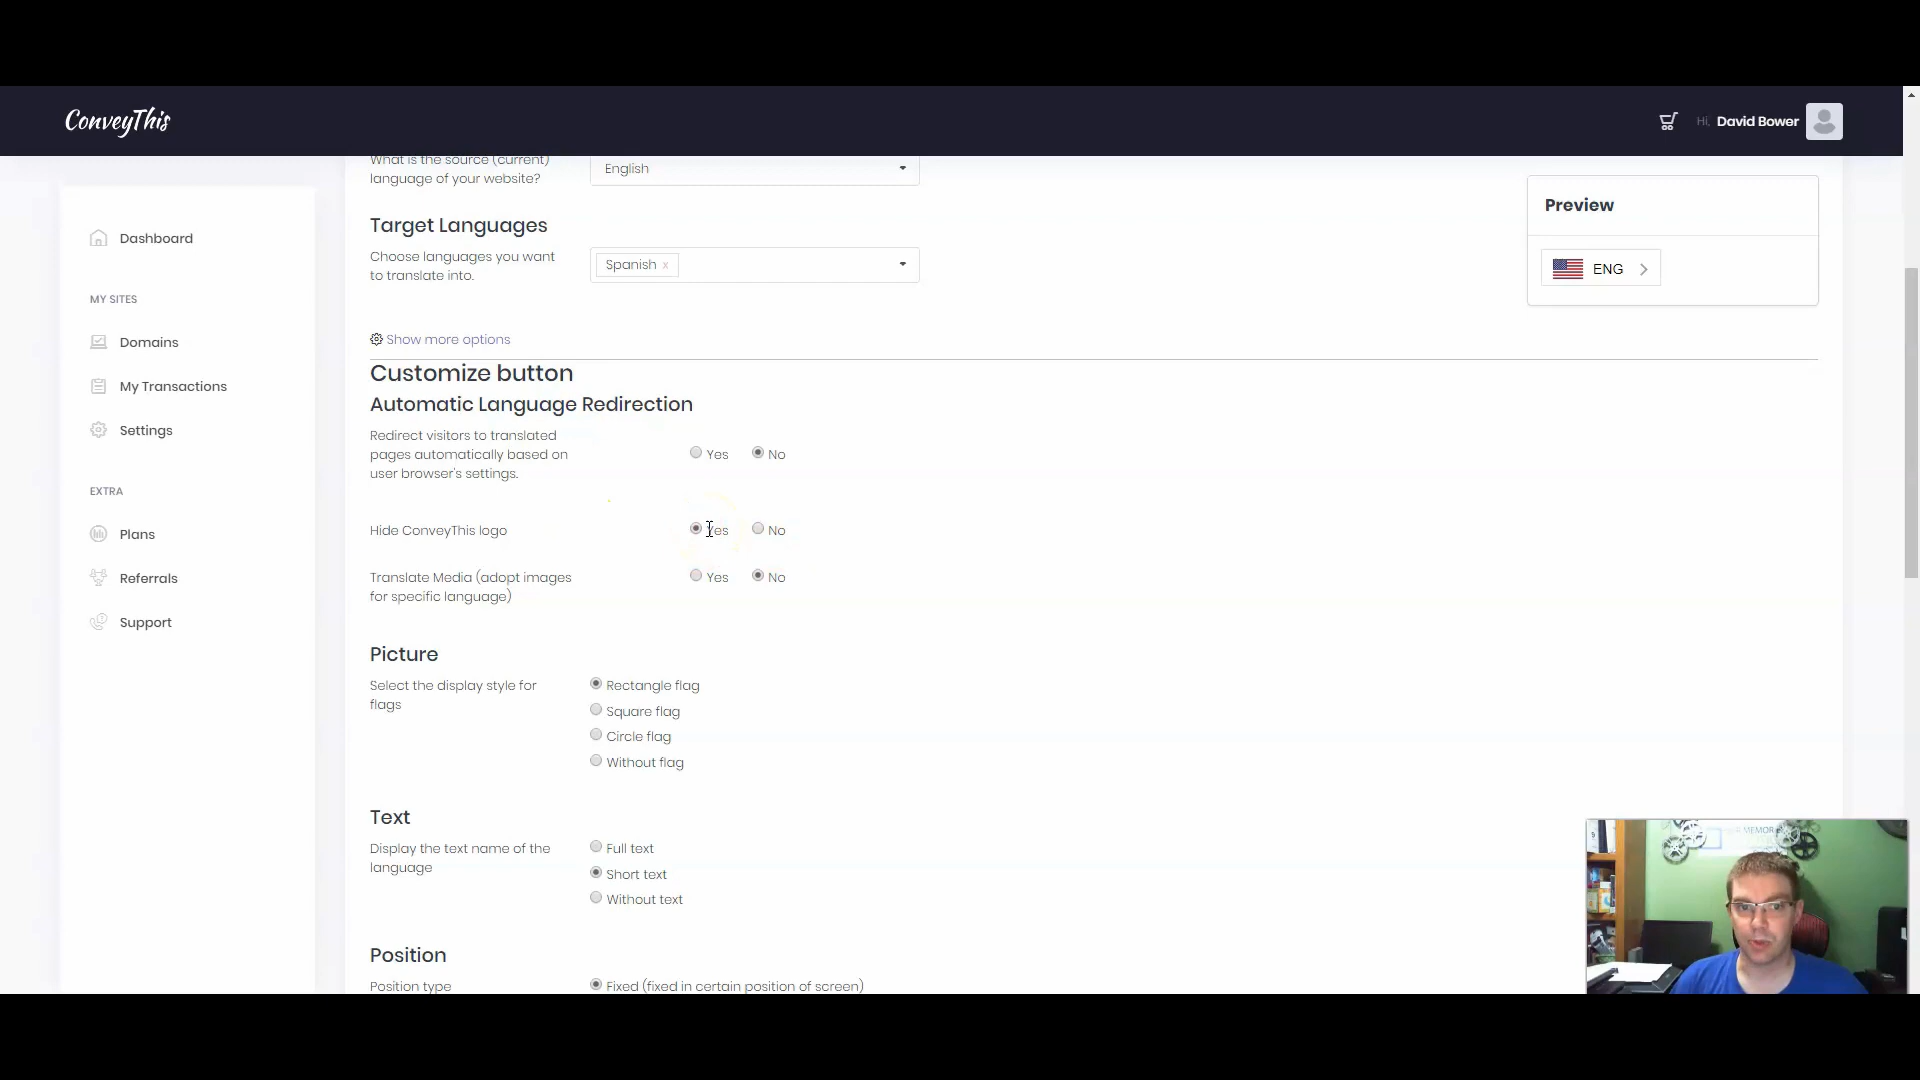 ConveyThis
Hi, David Bower
Dashboard
MY SITES
Domains
My Transactions
Settings
EXTRA
Plans
Referrals
Support
What is the source (current)
language of your website?
English
Target Languages
Choose languages you want
to translate into.
Spanish x
Show more options
Customize button
Automatic Language Redirection
Redirect visitors to translated
pages automatically based on
user browser's settings.
Yes No
Hide ConveyThis logo
Yes No
Translate Media (adopt images
for specific language)
Yes No
Picture
Select the display style for
flags
Rectangle flag
Square flag
Circle flag
Without flag
Text
Display the text name of the
language
Full text
Short text
Without text
Position
Position type
Fixed (fixed in certain position of screen)
Preview
ENG
MEMOR